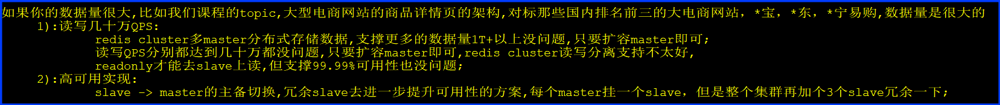 如果你的数据量很大,比如我们课程的topic,大型电商网站的商品详情页的架构,对标那些国内排名前三的大电商网站，*宝，*东，*宁易购,数据量是很大的
1):读写几十万QPS:
redis cluster多master分布式存储数据,支撑更多的数据量1T+以上没问题,只要扩容master即可;
读写QPS分别都达到几十万都没问题,只要扩容master即可,redis cluster读写分离支持不太好,
readonly才能去slave上读,但支撑99.99%可用性也没问题;
2):高可用实现:
slave -> master的主备切换,冗余slave去进一步提升可用性的方案,每个master挂一个slave，但是整个集群再加个3个slave冗余一下;